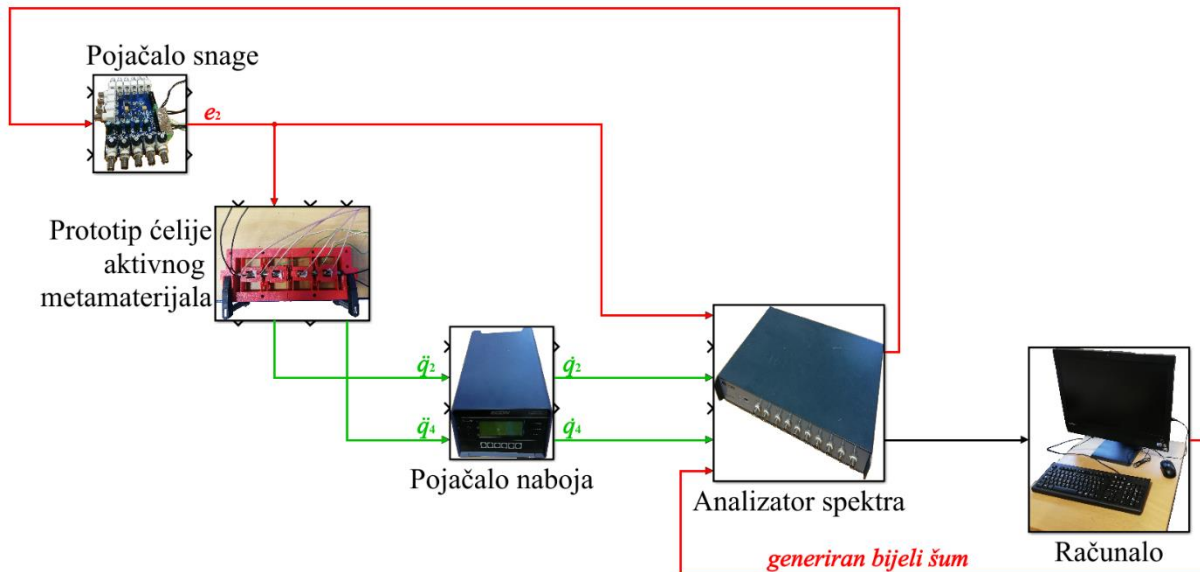 Pojačalo snage
e₂
Prototip ćelije
aktivnog
metamaterijala
q̈₂
q̇₂
q̈₄
q̇₄
Pojačalo naboja
Analizator spektra
generiran bijeli šum
Računalo